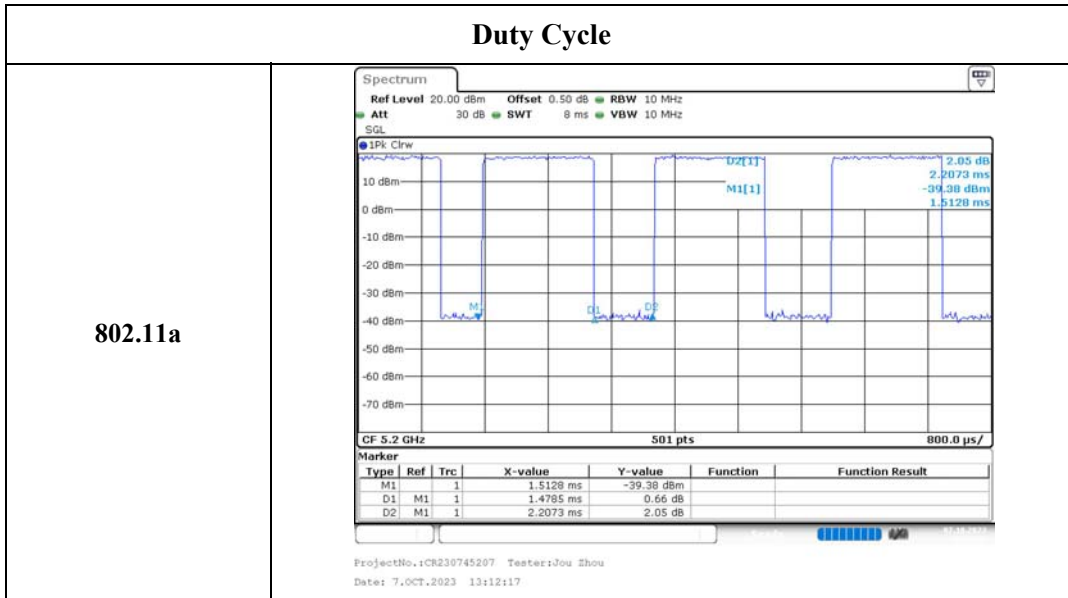 Duty Cycle
802.11a
Spectrum
Ref Level 20.00 dBm Offset 0.50 dB RBW 10 MHz
Att 30 dB SWT 8 ms VBW 10 MHz
SGL
1Pk Clrw
D2[1] 2.05 dB
2.2073 ms
M1[1] -39.38 dBm
1.5128 ms
10 dBm
0 dBm
-10 dBm
-20 dBm
-30 dBm
M1 D1 D2
-40 dBm
-50 dBm
-60 dBm
-70 dBm
CF 5.2 GHz 501 pts 800.0 µs/
Marker
Type Ref Trc X-value Y-value Function Function Result
M1 1 1.5128 ms -39.38 dBm
D1 M1 1 1.4785 ms 0.66 dB
D2 M1 1 2.2073 ms 2.05 dB
ProjectNo.:CR230745207 Tester:Jou Zhou
Date: 7.OCT.2023 13:12:17